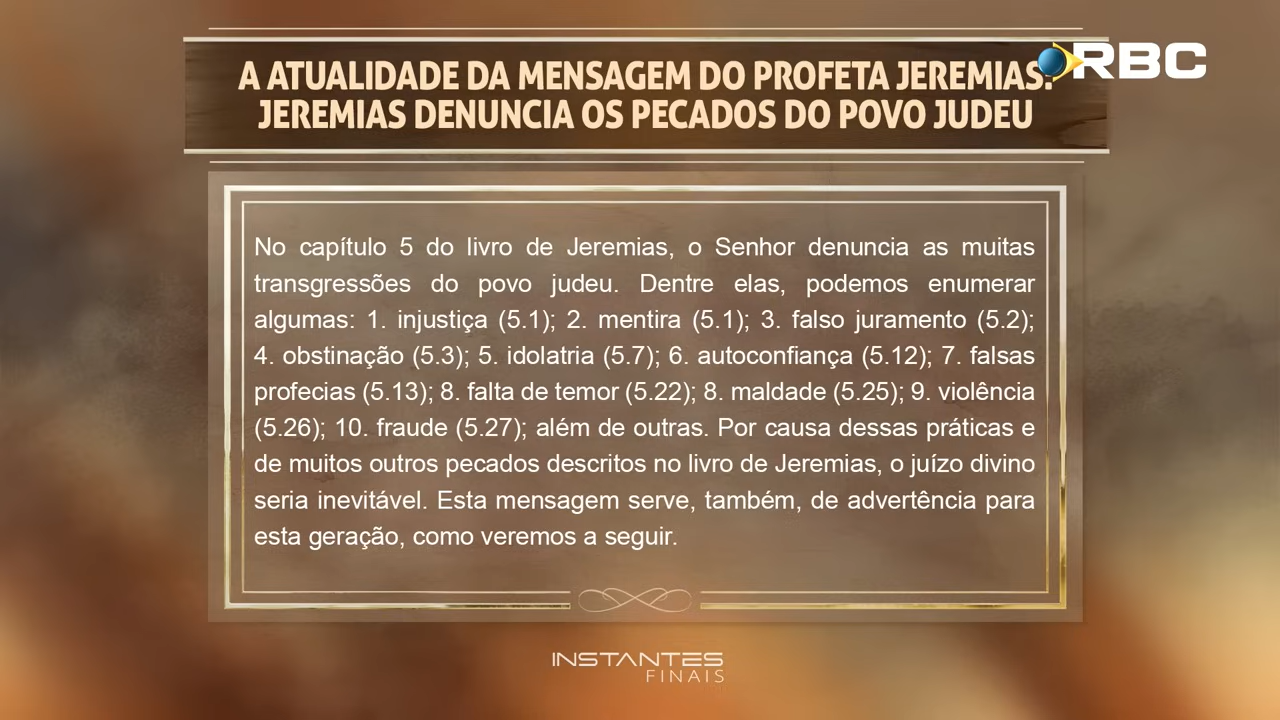 A ATUALIDADE DA MENSAGEM DO PROFETA JEREMIAS:
JEREMIAS DENUNCIA OS PECADOS DO POVO JUDEU
RBC
No capítulo 5 do livro de Jeremias, o Senhor denuncia as muitas
transgressões do povo judeu. Dentre elas, podemos enumerar
algumas: 1. injustiça (5.1); 2. mentira (5.1); 3. falso juramento (5.2);
4. obstinação (5.3); 5. idolatria (5.7); 6. autoconfiança (5.12); 7. falsas
profecias (5.13); 8. falta de temor (5.22); 8. maldade (5.25); 9. violência
(5.26); 10. fraude (5.27); além de outras. Por causa dessas práticas e
de muitos outros pecados descritos no livro de Jeremias, o juízo divino
seria inevitável. Esta mensagem serve, também, de advertência para
esta geração, como veremos a seguir.
INSTANTES
FINAIS